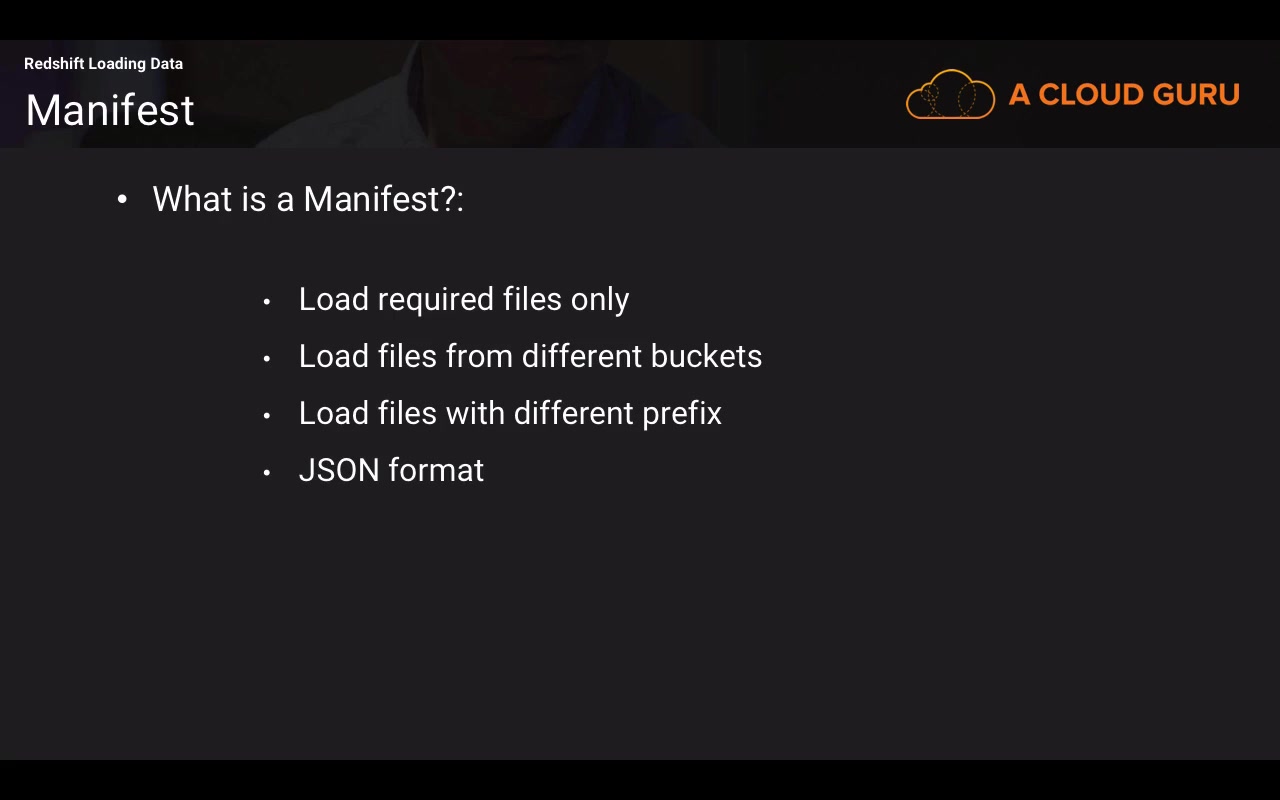 Redshift Loading Data
Manifest
A CLOUD GURU
• What is a Manifest?:
• Load required files only
• Load files from different buckets
• Load files with different prefix
• JSON format